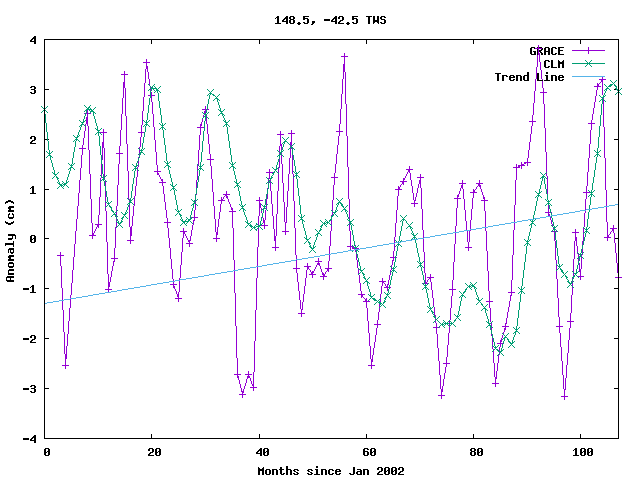 148.5, -42.5 TWS
GRACE
CLM
Trend Line
4
3
2
1
0
-1
-2
-3
-4
Anomaly (cm)
0 20 40 60 80 100
Months since Jan 2002